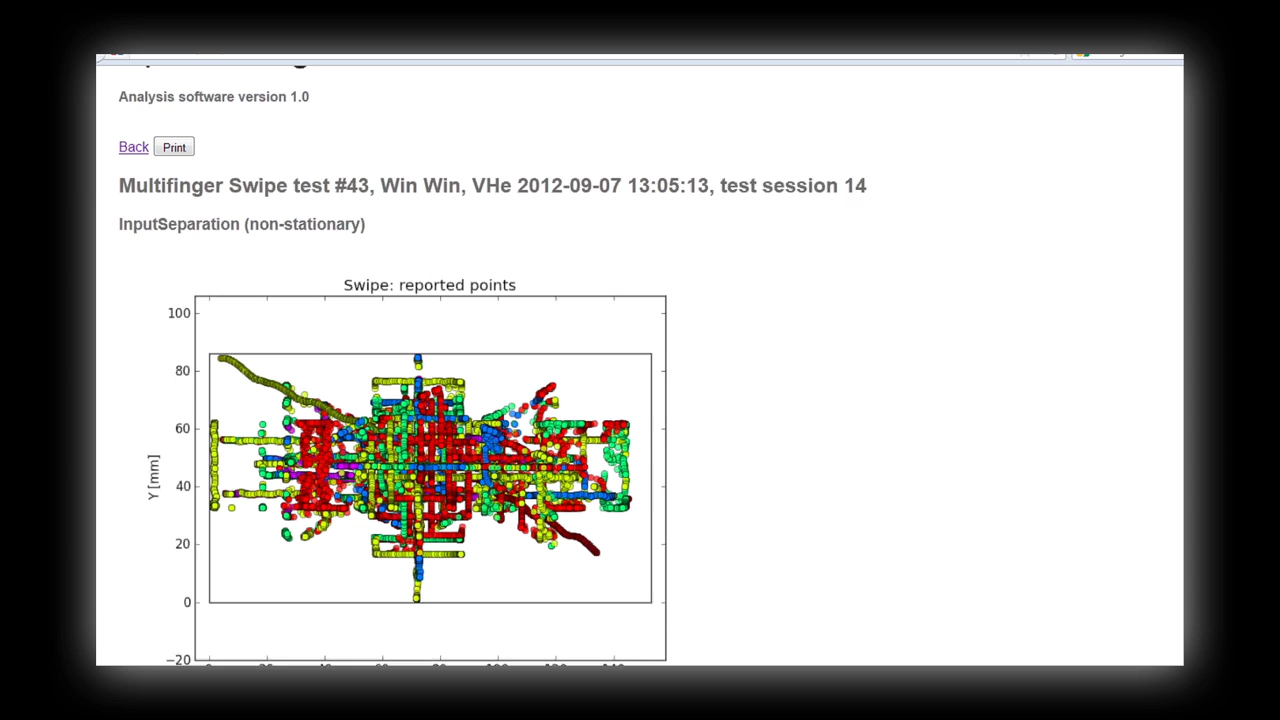 Analysis software version 1.0
Back Print
Multifinger Swipe test #43, Win Win, VHe 2012-09-07 13:05:13, test session 14
InputSeparation (non-stationary)
Swipe: reported points
100
80
60
40
20
0
−20
Y [mm]